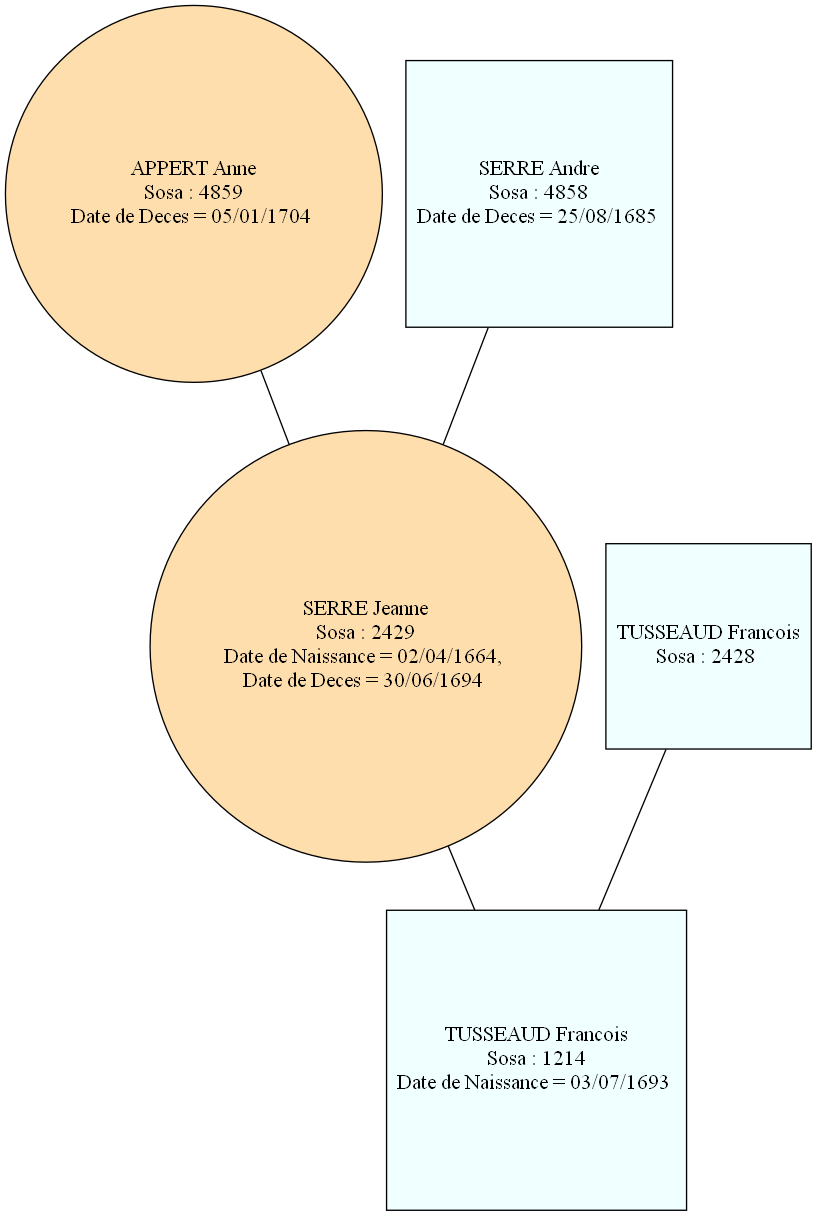 APPERT Anne
Sosa : 4859
Date de Deces = 05/01/1704
SERRE Andre
Sosa : 4858
Date de Deces = 25/08/1685
SERRE Jeanne
Sosa : 2429
Date de Naissance = 02/04/1664,
Date de Deces = 30/06/1694
TUSSEAUD Francois
Sosa : 2428
TUSSEAUD Francois
Sosa : 1214
Date de Naissance = 03/07/1693